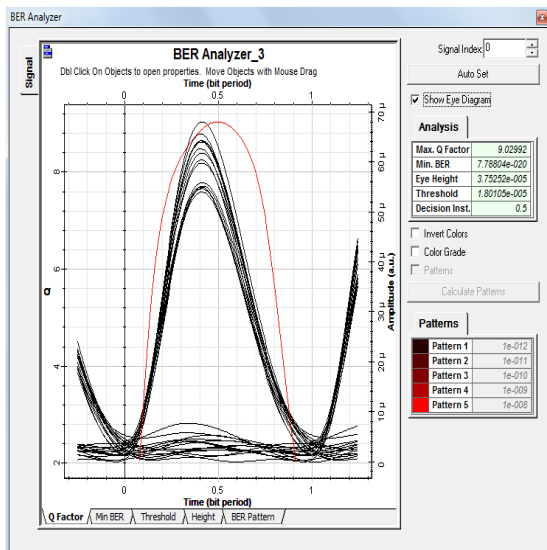 BER Analyzer
Signal
BER Analyzer_3
Dbl Click On Objects to open properties. Move Objects with Mouse Drag
Time (bit period)
0 0.5 1
8
6
4
2
Q
70 µ
60 µ
50 µ
40 µ
30 µ
20 µ
10 µ
0
Amplitude (a.u.)
0 0.5 1
Time (bit period)
Q Factor Min BER Threshold Height BER Pattern
Signal Index: 0
Auto Set
Show Eye Diagram
Analysis
Max. Q Factor 9.02992
Min. BER 7.78804e-020
Eye Height 3.75252e-005
Threshold 1.80105e-005
Decision Inst. 0.5
Invert Colors
Color Grade
Patterns
Calculate Patterns
Patterns
Pattern 1 1e-012
Pattern 2 1e-011
Pattern 3 1e-010
Pattern 4 1e-009
Pattern 5 1e-008